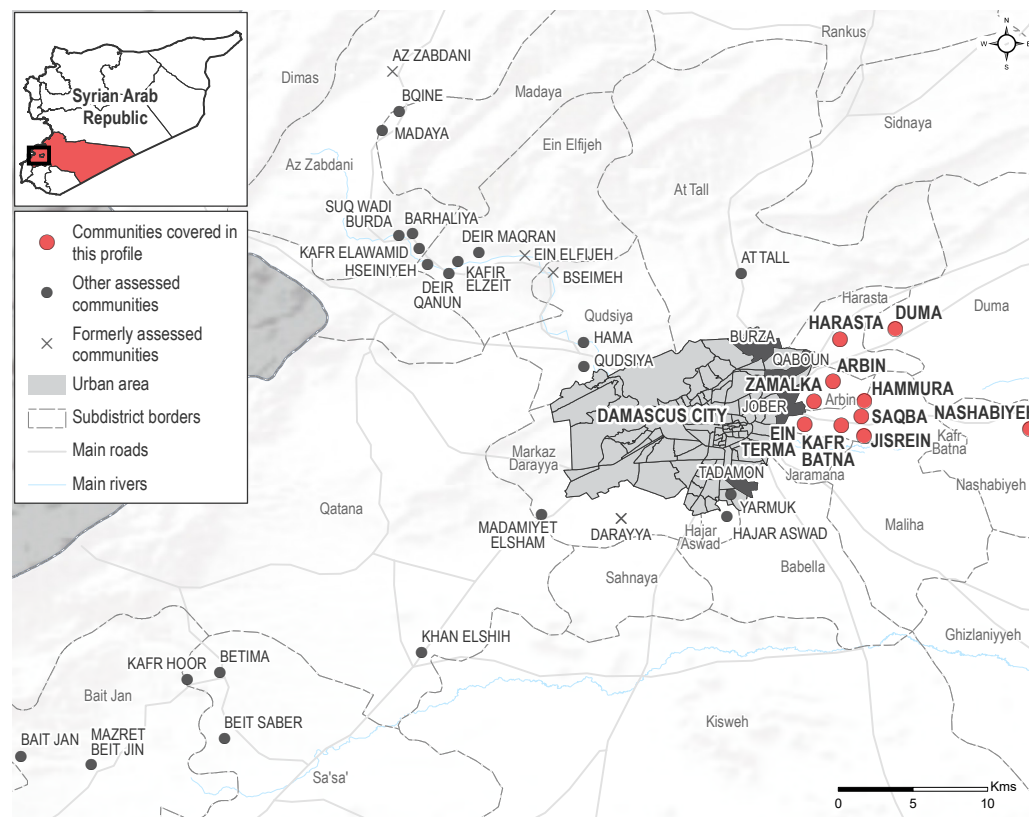 Syrian Arab
Republic
Communities covered in
this profile
Other assessed
communities
Formerly assessed
communities
Urban area
Subdistrict borders
Main roads
Main rivers
N
W
E
S
Rankus
AZ ZABDANI
Dimas
BQINE
Madaya
MADAYA
Sidnaya
Ein Elfijeh
Az Zabdani
At Tall
SUQ WADI
BURDA
BARHALIYA
DEIR MAQRAN
KAFR ELAWAMID
EIN ELFIJEH
HSEINIYEH
KAFIR
ELZEIT
BSEIMEH
DEIR
QANUN
AT TALL
Harasta
Duma
Qudsiya
HARASTA
DUMA
HAMA
BURZA
QABOUN
QUDSIYA
ARBIN
ZAMALKA
HAMMURA
Arbin
JOBER
DAMASCUS CITY
SAQBA
NASHABIYEH
EIN
TERMA
KAFR
BATNA
JISREIN
Kafr
Batna
Markaz
Darayya
TADAMON
Jaramana
Nashabiyeh
Qatana
YARMUK
MADAMIYET
ELSHAM
DARAYYA
Hajar
Aswad
HAJAR ASWAD
Maliha
Sahnaya
Babella
Ghizlaniyyeh
KHAN ELSHIH
KAFR HOOR
BETIMA
Bait Jan
BEIT SABER
Kisweh
BAIT JAN
MAZRET
BEIT JIN
Sa'sa'
Kms
0
5
10